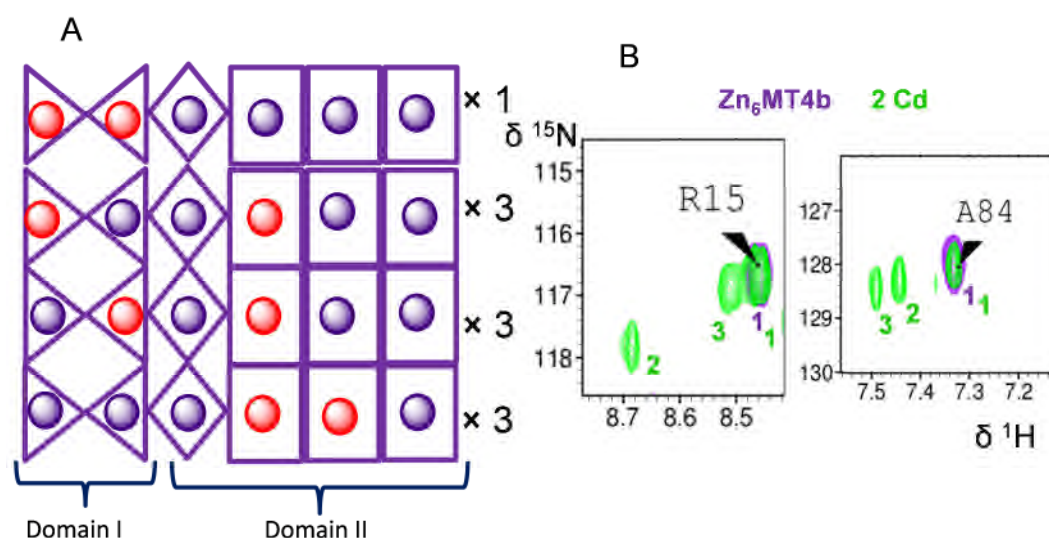 A
× 1
× 3
× 3
× 3
Domain I
Domain II
B
Zn₆MT4b 2 Cd
δ ¹⁵N
115
116
117
118
R15
3
1
1
2
8.7 8.6 8.5
127
128
129
130
A84
3 2 1 1
7.5 7.4 7.3 7.2
δ ¹H